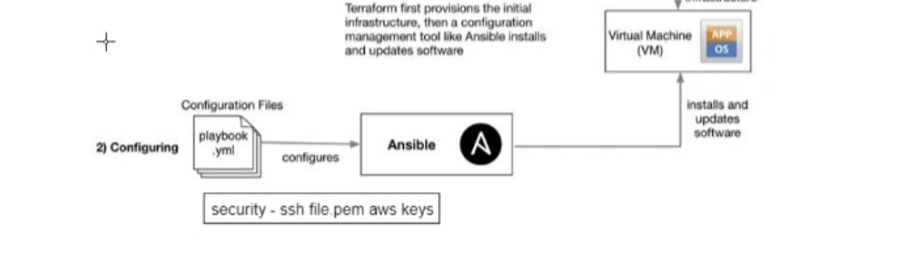 Terraform first provisions the initial
infrastructure, then a configuration
management tool like Ansible installs
and updates software
Virtual Machine
(VM)
APP
OS
installs and
updates
software
Configuration Files
playbook
.yml
2) Configuring
configures
Ansible
security - ssh file.pem aws keys